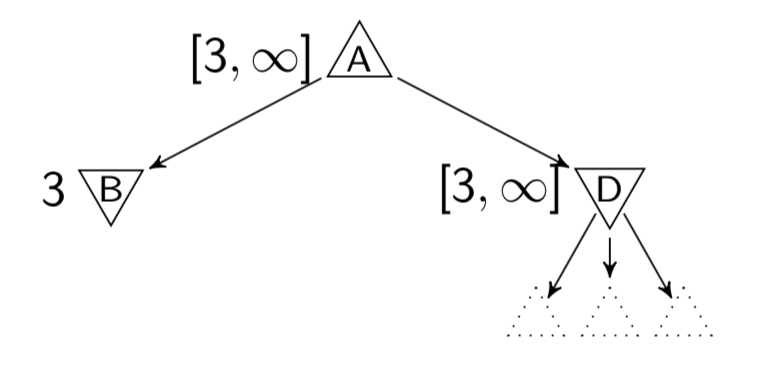 [3, ∞] A
3 B [3, ∞] D